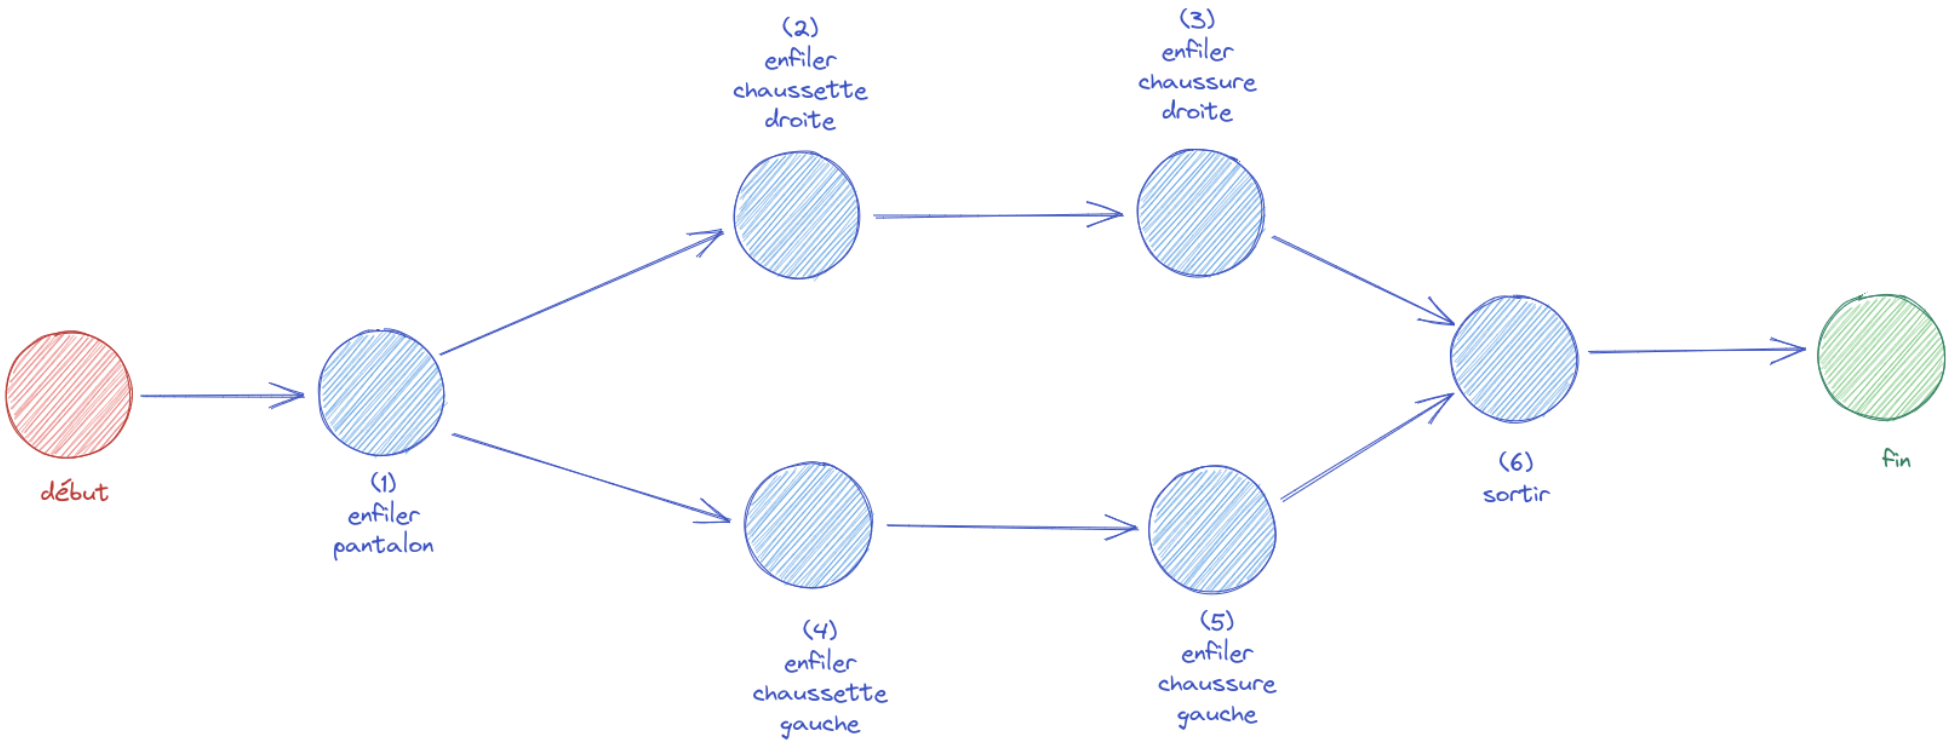 début
(1)
enfiler
pantalon
(2)
enfiler
chaussette
droite
(3)
enfiler
chaussure
droite
(4)
enfiler
chaussette
gauche
(5)
enfiler
chaussure
gauche
(6)
sortir
fin